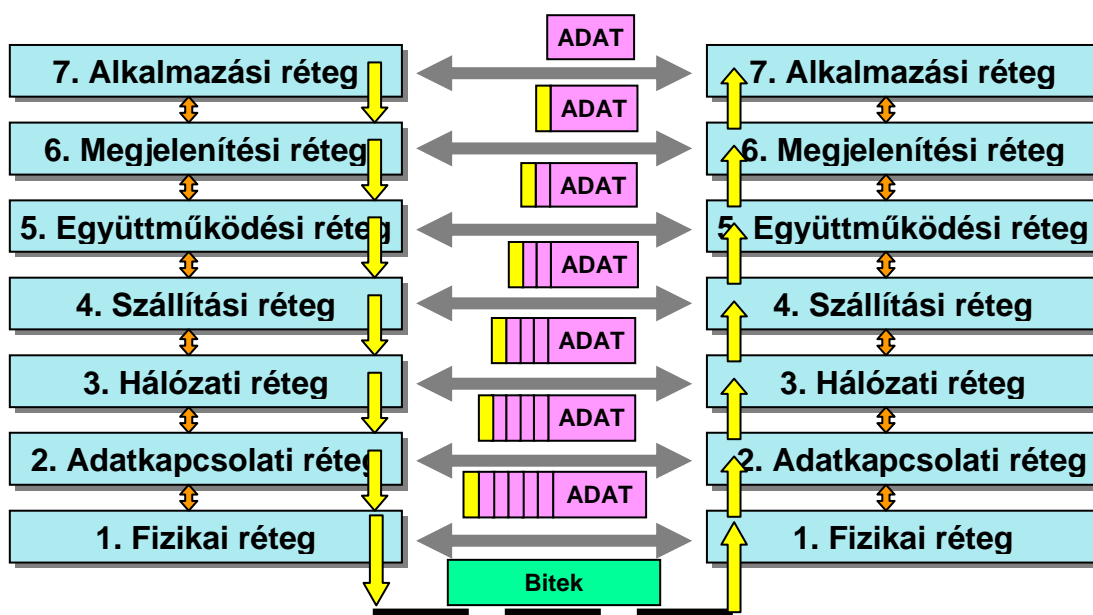 ADAT
7. Alkalmazási réteg
7. Alkalmazási réteg
ADAT
6. Megjelenítési réteg
6. Megjelenítési réteg
ADAT
5. Együttműködési réteg
5. Együttműködési réteg
ADAT
4. Szállítási réteg
4. Szállítási réteg
ADAT
3. Hálózati réteg
3. Hálózati réteg
ADAT
2. Adatkapcsolati réteg
2. Adatkapcsolati réteg
ADAT
1. Fizikai réteg
1. Fizikai réteg
Bitek